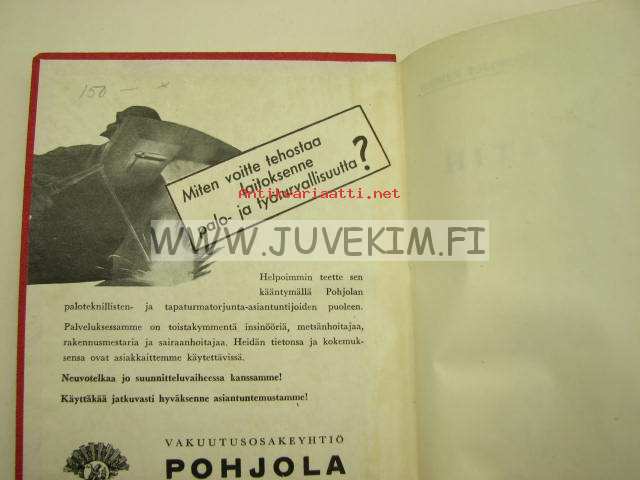 150 -
Miten voitte tehostaa
laitoksenne
palo- ja työturvallisuutta?
Antikvariaatti.net
WWW.JUVEKIM.FI
Helpoimmin teette sen
kääntymällä Pohjolan
paloteknillisten- ja tapaturmatorjunta-asiantuntijoiden puoleen.
Palveluksessamme on toistakymmentä insinööriä, metsänhoitajaa,
rakennusmestaria ja sairaanhoitajaa. Heidän tietonsa ja kokemuk-
sensa ovat asiakkaittemme käytettävissä.
Neuvotelkaa jo suunnitteluvaiheessa kanssamme!
Käyttäkää jatkuvasti hyväksenne asiantuntemustamme!
VAKUUTUSOSAKEYHTIÖ
POHJOLA